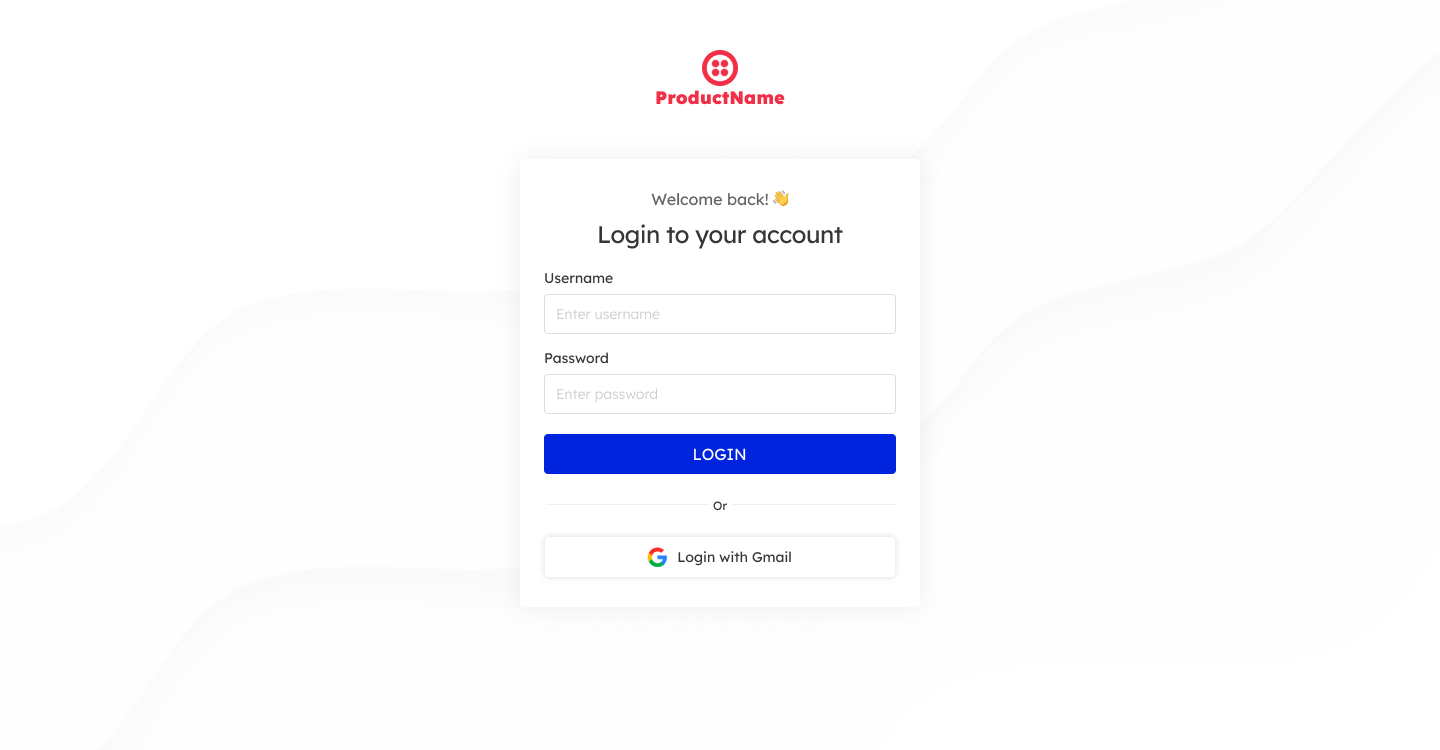 ProductName
Welcome back! 👋
Login to your account
Username
Enter username
Password
Enter password
LOGIN
Or
Login with Gmail